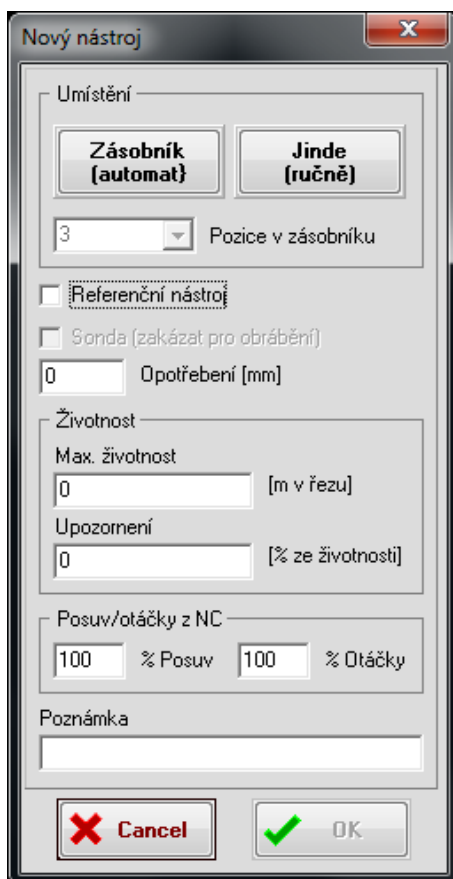 Nový nástroj
Umístění
Zásobník
(automat}
Jinde
(ručně)
3
Pozice v zásobníku
Referenční nástroj
Sonda (zakázat pro obrábění)
0
Opotřebení [mm]
Životnost
Max. životnost
0
[m v řezu]
Upozornení
0
[% ze životnosti]
Posuv/otáčky z NC
100 % Posuv 100 % Otáčky
Poznámka
Cancel
OK